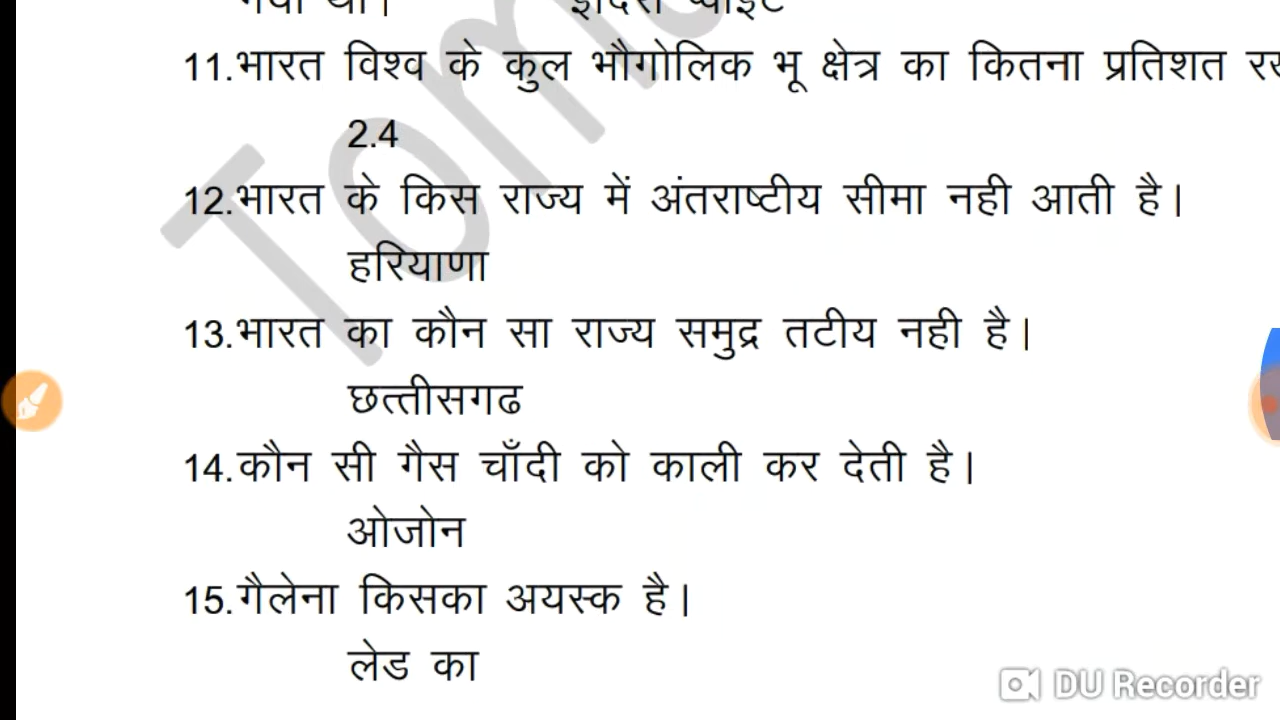 11.भारत विश्व के कुल भौगोलिक भू क्षेत्र का कितना प्रतिशत
2.4
12.भारत के किस राज्य में अंतराष्टीय सीमा नही आती है।
हरियाणा
13.भारत का कौन सा राज्य समुद्र तटीय नही है।
छत्तीसगढ
14.कौन सी गैस चाँदी को काली कर देती है।
ओजोन
15.गैलेना किसका अयस्क है।
लेड का
DU Recorder